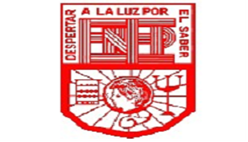 DESPERTAR A LA LUZ POR EL SABER
ENP